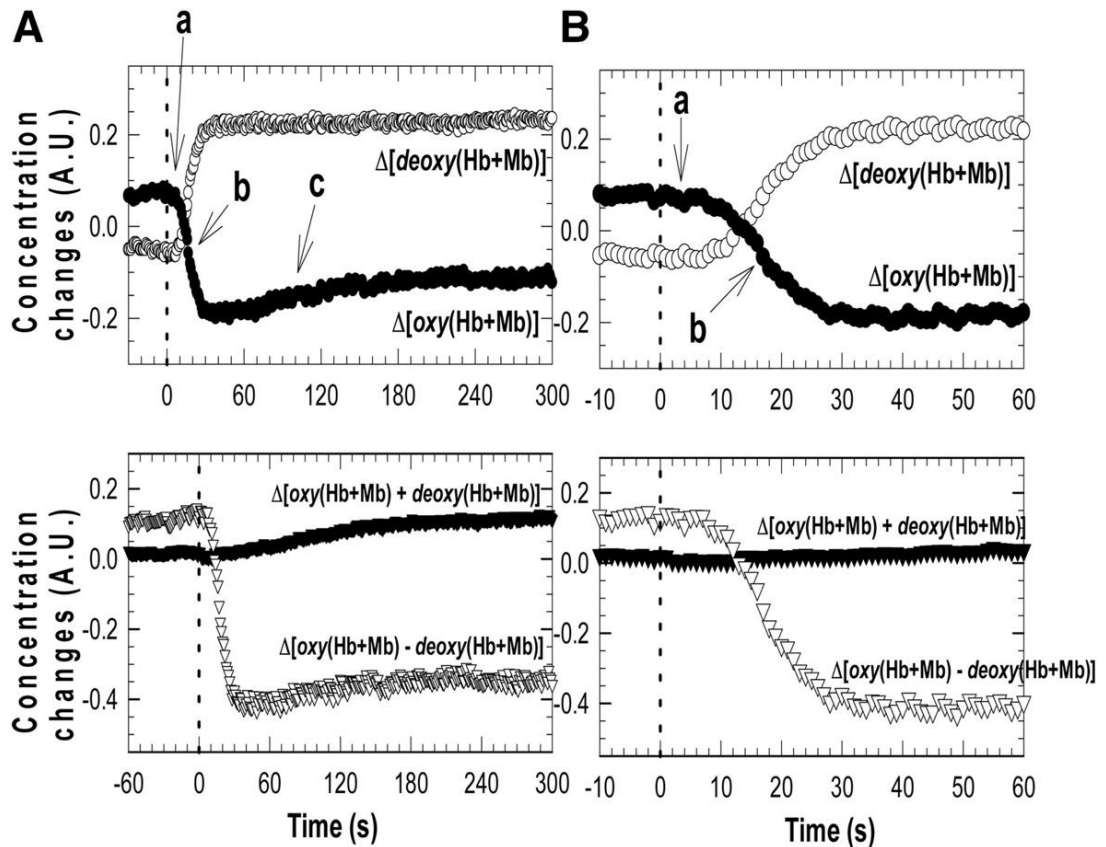 A
B
a
b
c
Δ[deoxy(Hb+Mb)]
Δ[oxy(Hb+Mb)]
Concentration
changes (A.U.)
0.2
0.0
-0.2
0
60
120
180
240
300
a
b
Δ[deoxy(Hb+Mb)]
Δ[oxy(Hb+Mb)]
0.2
0.0
-0.2
-10
0
10
20
30
40
50
60
Δ[oxy(Hb+Mb) + deoxy(Hb+Mb)]
Δ[oxy(Hb+Mb) - deoxy(Hb+Mb)]
Concentration
changes (A.U.)
0.2
0.0
-0.2
-0.4
-60
0
60
120
180
240
300
Time (s)
Δ[oxy(Hb+Mb) + deoxy(Hb+Mb)]
Δ[oxy(Hb+Mb) - deoxy(Hb+Mb)]
0.2
0.0
-0.2
-0.4
-10
0
10
20
30
40
50
60
Time (s)